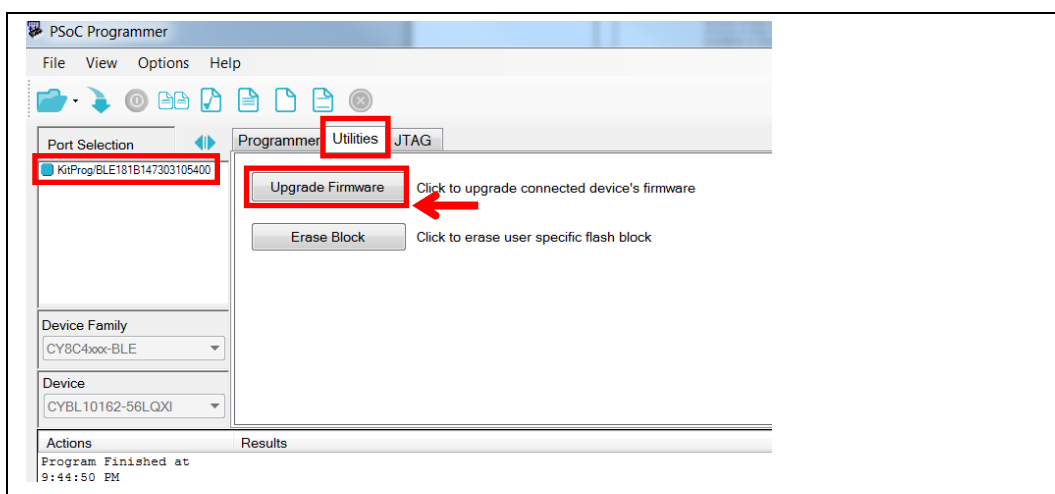 PSoC Programmer
File View Options Help
Port Selection
Programmer Utilities JTAG
KitProg/BLE181B147303105400
Upgrade Firmware Click to upgrade connected device's firmware
Erase Block Click to erase user specific flash block
Device Family
CY8C4xxx-BLE
Device
CYBL10162-56LQXI
Actions Results
Program Finished at
9:44:50 PM